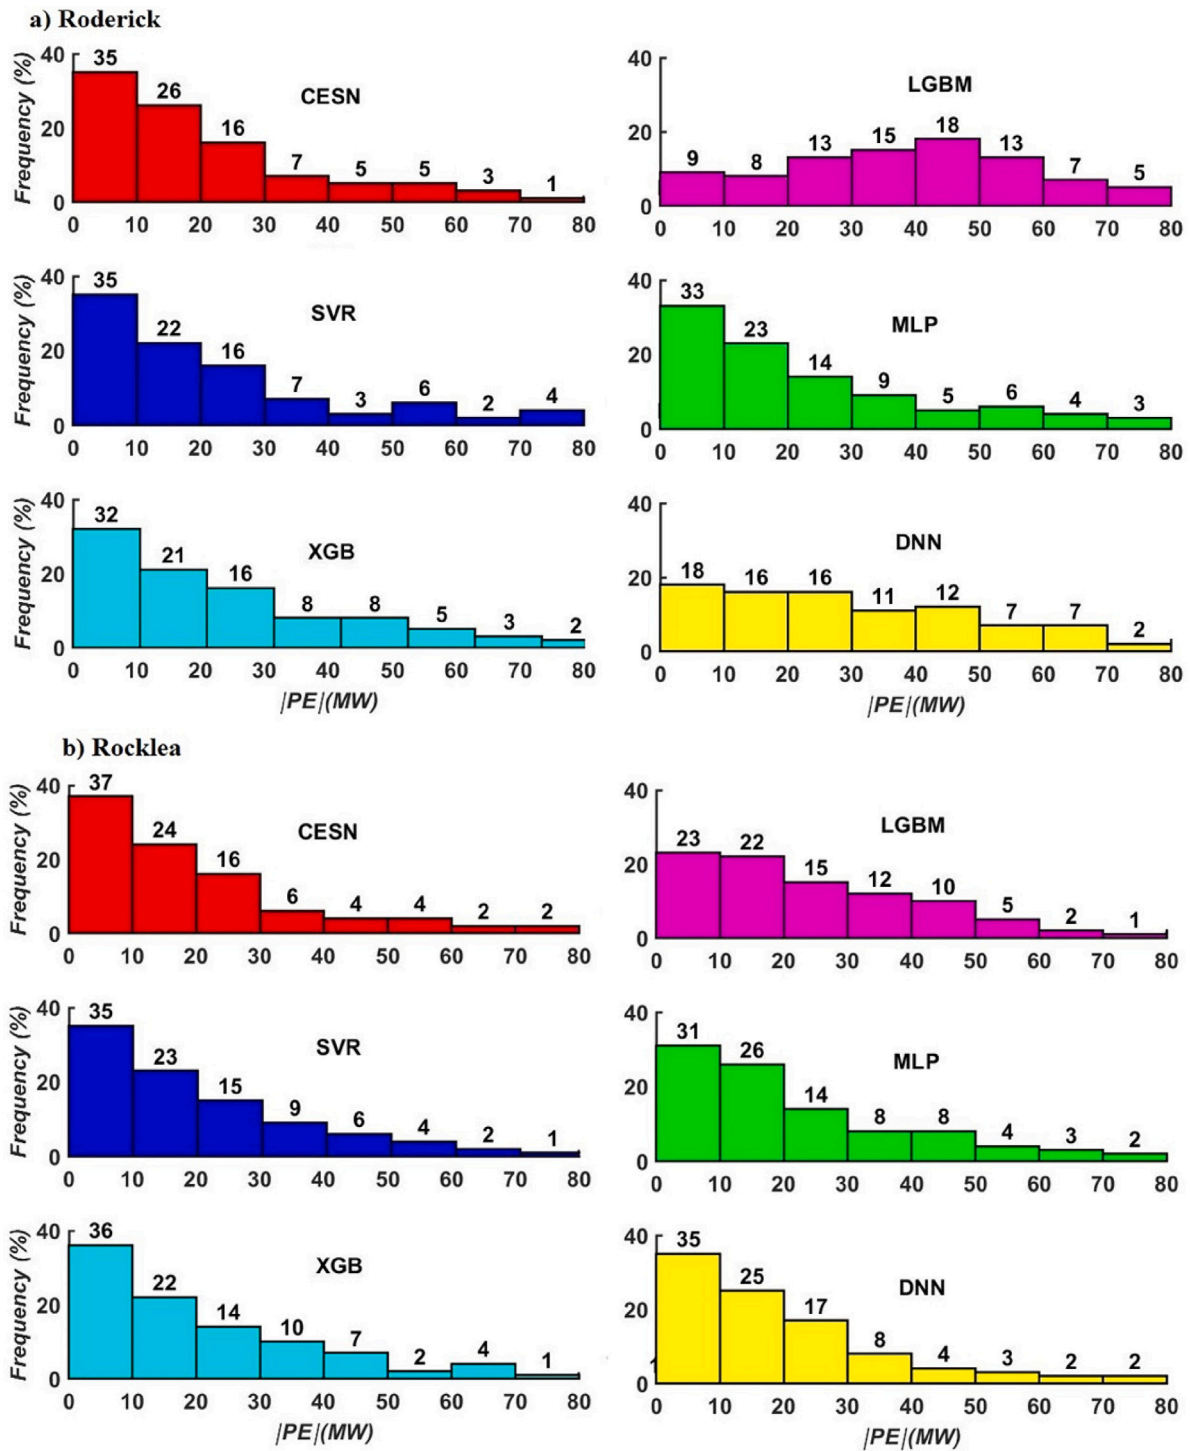 a) Roderick
Frequency (%)
40
20
0
35 26 16 7 5 5 3 1
CESN
0 10 20 30 40 50 60 70 80
40
20
0
9 8 13 15 18 13 7 5
LGBM
0 10 20 30 40 50 60 70 80
Frequency (%)
40
20
0
35 22 16 7 3 6 2 4
SVR
0 10 20 30 40 50 60 70 80
40
20
0
33 23 14 9 5 6 4 3
MLP
0 10 20 30 40 50 60 70 80
Frequency (%)
40
20
0
32 21 16 8 8 5 3 2
XGB
0 10 20 30 40 50 60 70 80
|PE|(MW)
40
20
0
18 16 16 11 12 7 7 2
DNN
0 10 20 30 40 50 60 70 80
|PE|(MW)
b) Rocklea
Frequency (%)
40
20
0
37 24 16 6 4 4 2 2
CESN
0 10 20 30 40 50 60 70 80
40
20
0
23 22 15 12 10 5 2 1
LGBM
0 10 20 30 40 50 60 70 80
Frequency (%)
40
20
0
35 23 15 9 6 4 2 1
SVR
0 10 20 30 40 50 60 70 80
40
20
0
31 26 14 8 8 4 3 2
MLP
0 10 20 30 40 50 60 70 80
Frequency (%)
40
20
0
36 22 14 10 7 2 4 1
XGB
0 10 20 30 40 50 60 70 80
|PE|(MW)
40
20
0
35 25 17 8 4 3 2 2
DNN
0 10 20 30 40 50 60 70 80
|PE|(MW)